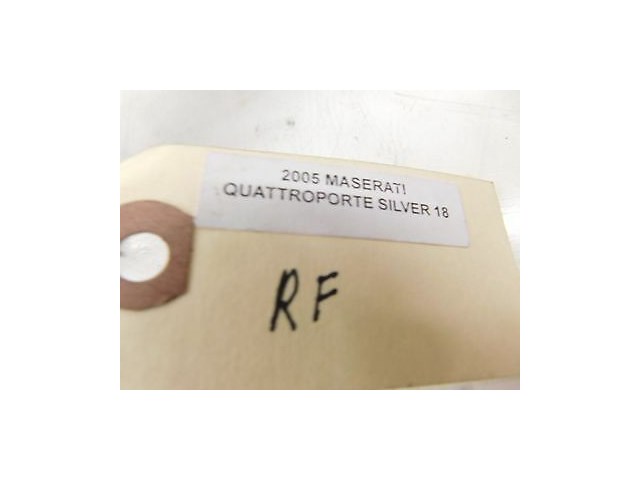 2005 MASERATI
QUATTROPORTE SILVER 18
RF